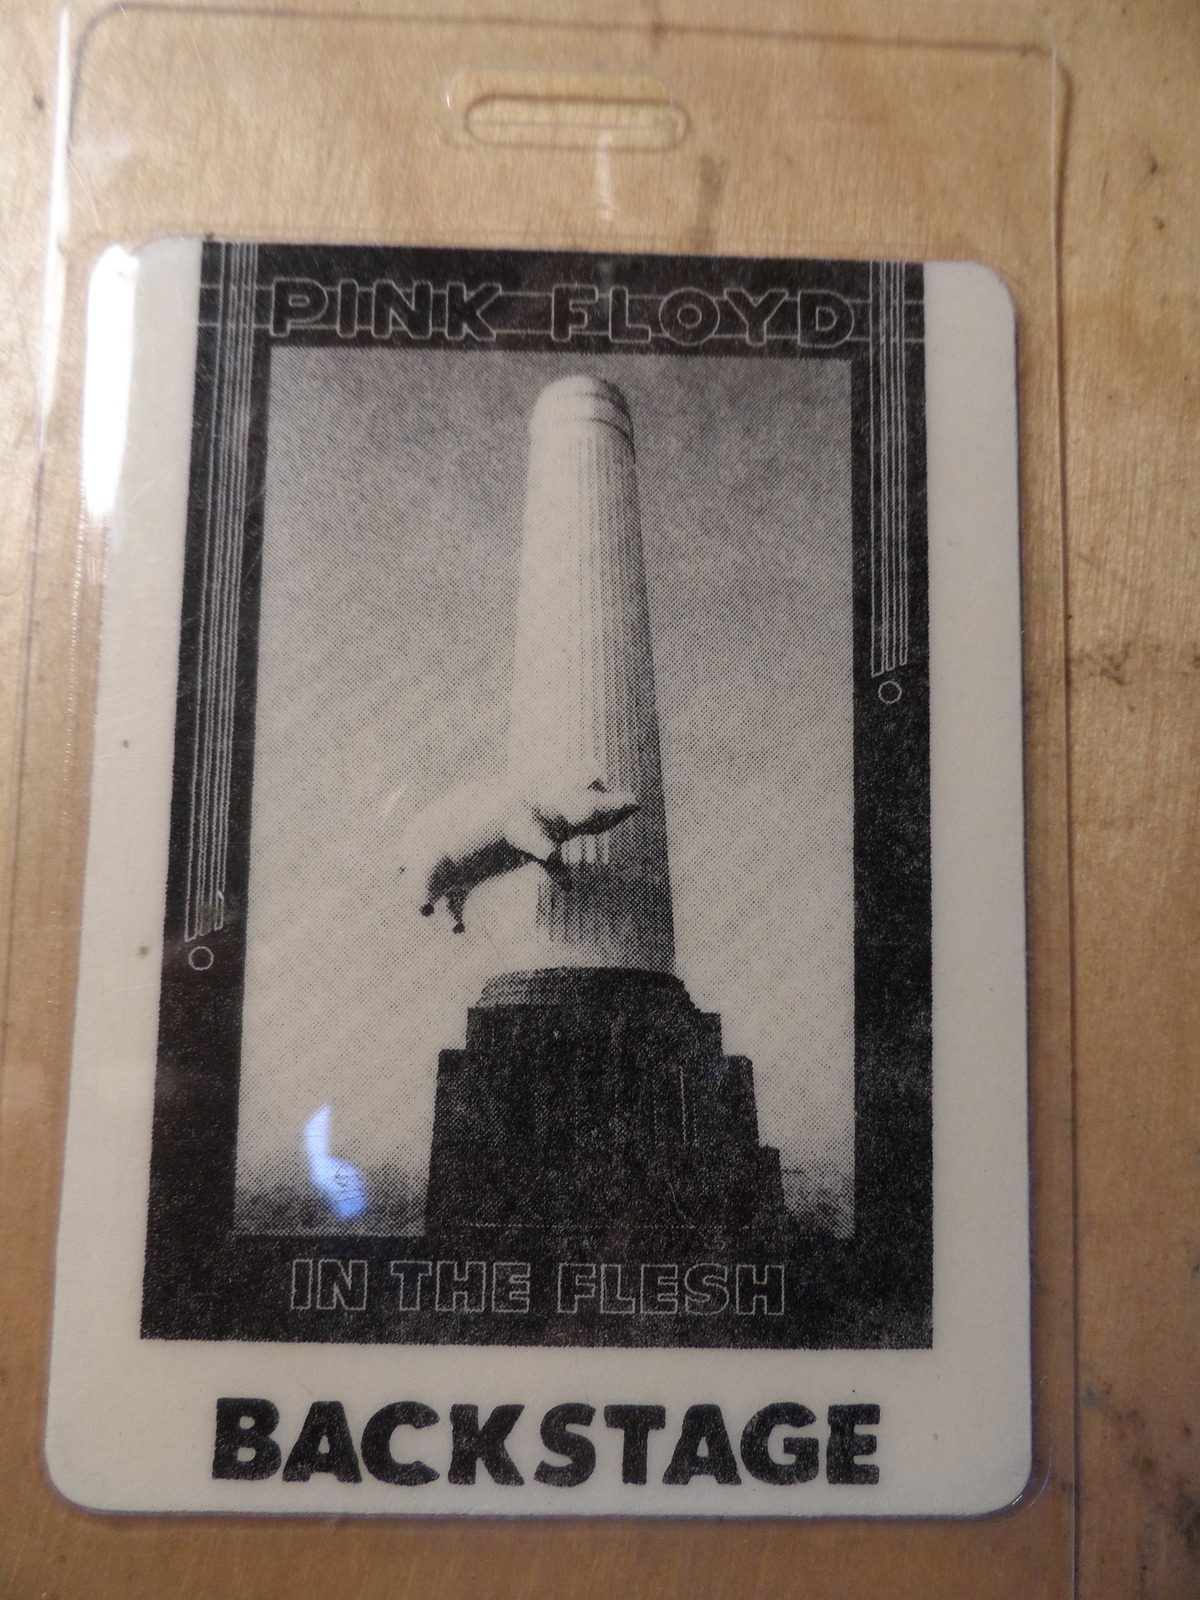 PINK FLOYD
IN THE FLESH
BACKSTAGE